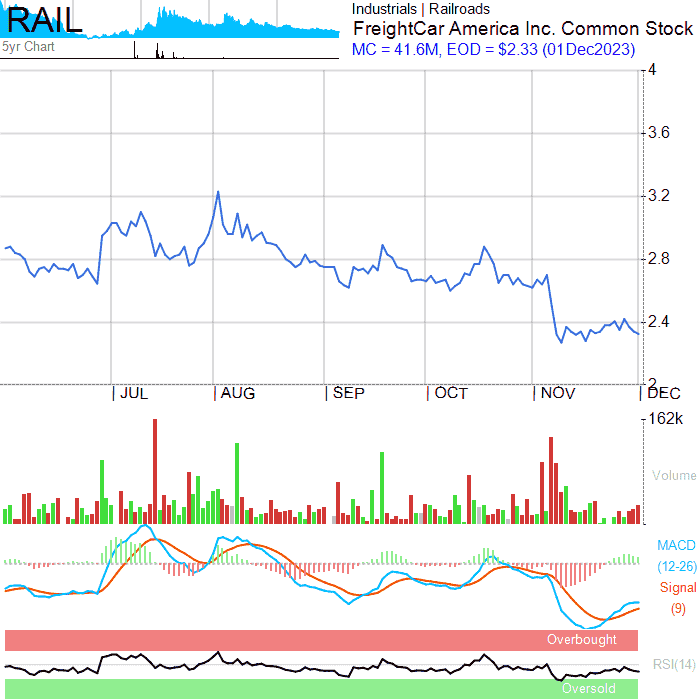 RAIL
5yr Chart
Industrials | Railroads
FreightCar America Inc. Common Stock
MC = 41.6M, EOD = $2.33 (01Dec2023)
4
3.6
3.2
2.8
2.4
2
JUL AUG SEP OCT NOV DEC
162k
Volume
MACD
(12-26)
Signal
(9)
Overbought
RSI(14)
Oversold